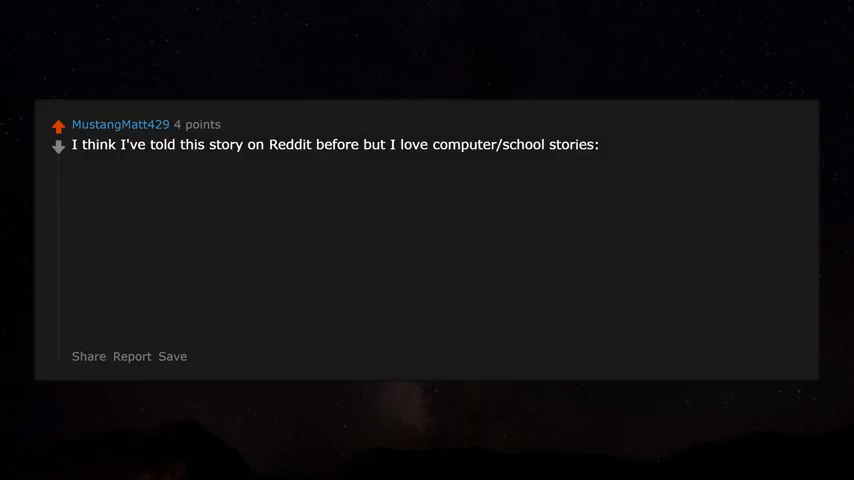 MustangMatt429 4 points
I think I've told this story on Reddit before but I love computer/school stories:
Share Report Save